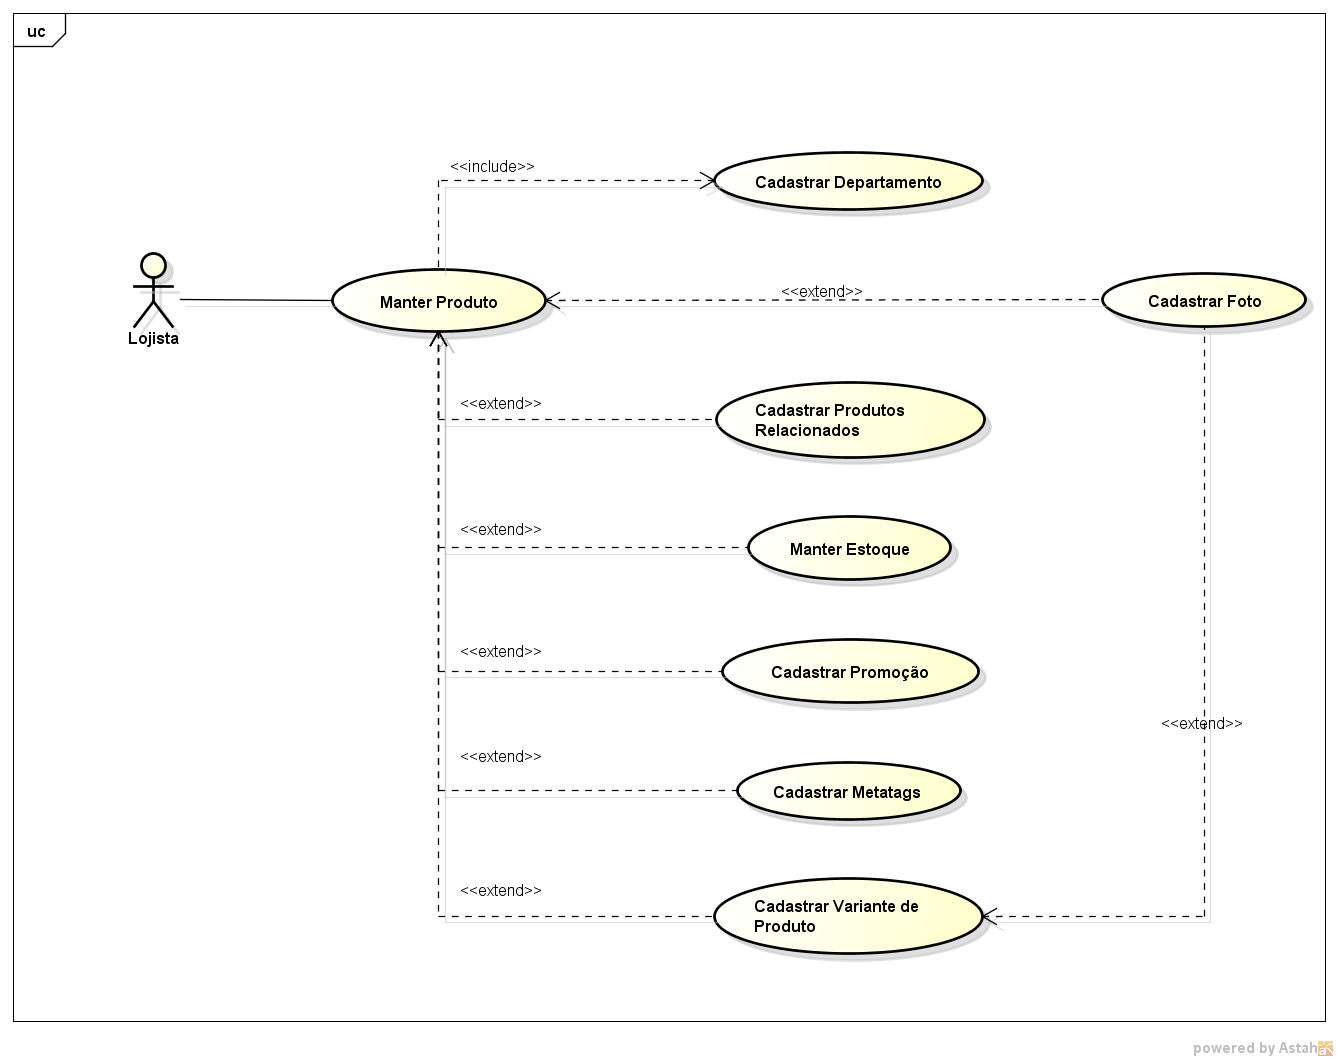 uc
<<include>>
Cadastrar Departamento
Lojista
Manter Produto
<<extend>>
Cadastrar Foto
<<extend>>
Cadastrar Produtos
Relacionados
<<extend>>
Manter Estoque
<<extend>>
Cadastrar Promoção
<<extend>>
<<extend>>
Cadastrar Metatags
<<extend>>
Cadastrar Variante de
Produto
powered by Astah